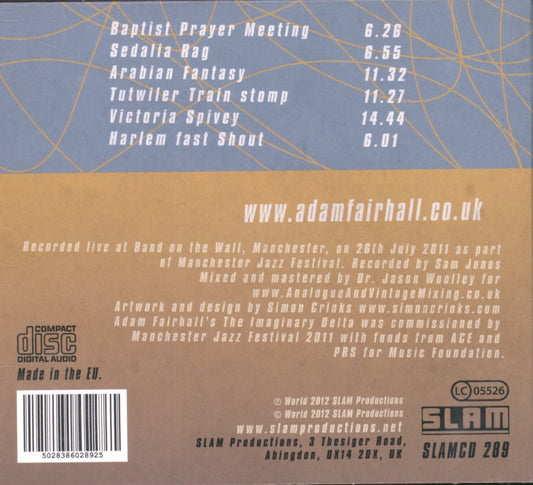 Baptist Prayer Meeting 6.26
Sedalia Rag 6.55
Arabian Fantasy 11.32
Tutwiler Train stomp 11.27
Victoria Spivey 14.44
Harlem fast Shout 6.01
www.adamfairhall.co.uk
Recorded live at Band on the Wall, Manchester, on 26th July 2011 as part
of Manchester Jazz Festival. Recorded by Sam Jones
Mixed and mastered by Dr. Jason Woolley for
www.AnalogueAndVintageMixing.co.uk
Artwork and design by Simon Crinks www.simoncrinks.com
Adam Fairhall's The Imaginary Delta was commissioned by
Manchester Jazz Festival 2011 with funds from ACE and
PRS for Music Foundation.
COMPACT
disc
DIGITAL AUDIO
Made in the EU.
5028386028925
℗ World 2012 SLAM Productions
© World 2012 SLAM Productions
www.slamproductions.net
SLAM Productions, 3 Thesiger Road,
Abingdon, OX14 2DX, UK
LC 05526
SLAM
SLAMCD 289